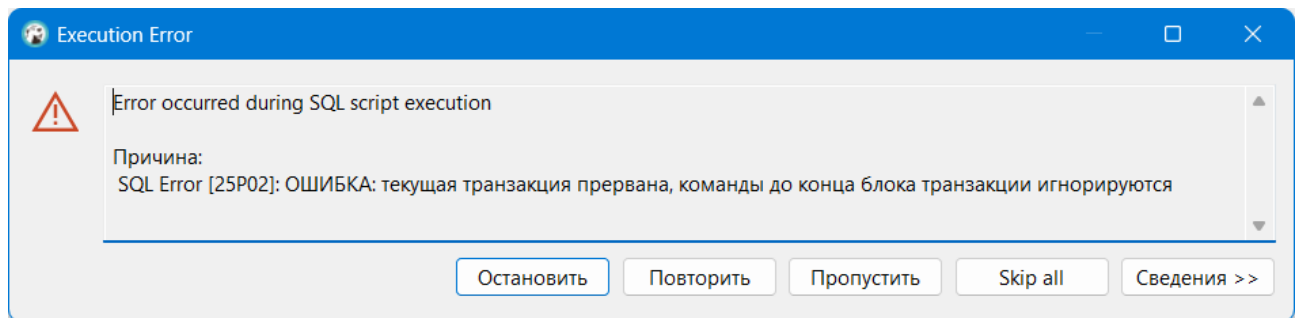 Execution Error
Error occurred during SQL script execution
Причина:
SQL Error [25P02]: ОШИБКА: текущая транзакция прервана, команды до конца блока транзакции игнорируются
Остановить
Повторить
Пропустить
Skip all
Сведения >>